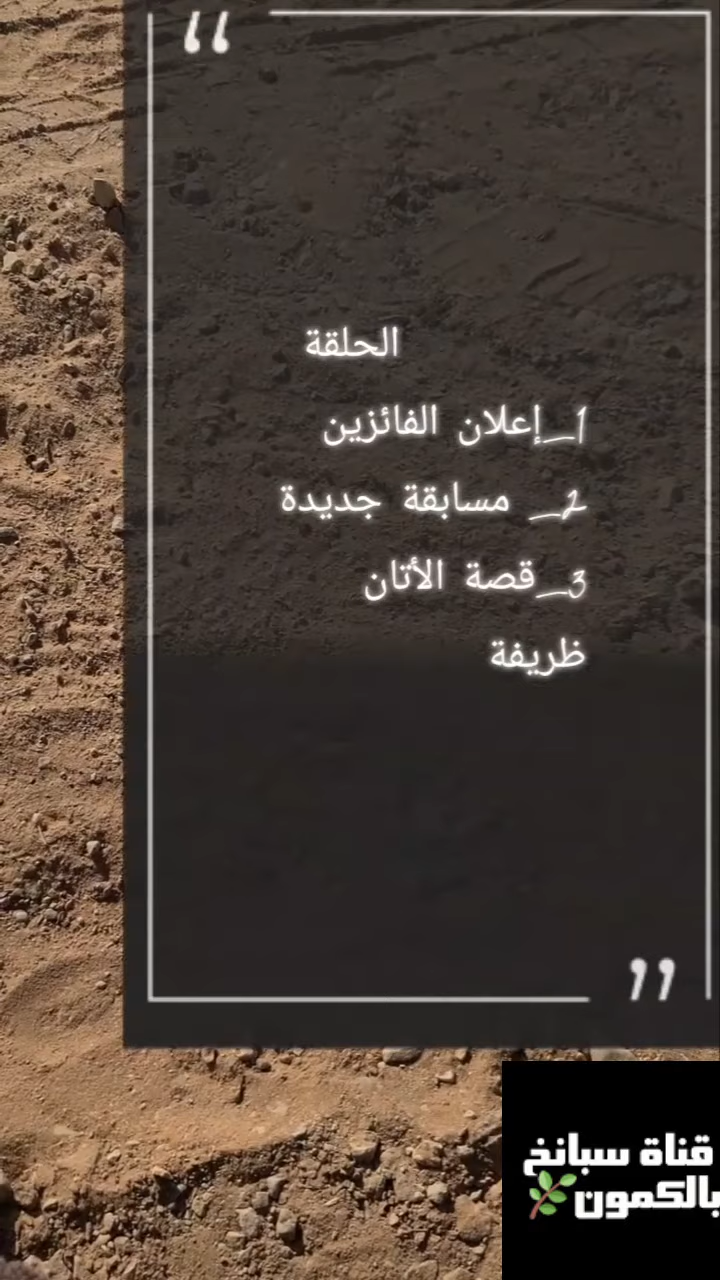 “
الحلقة
1_إعلان الفائزين
2_ مسابقة جديدة
3_قصة الأتان
ظريفة
”
قناة سبانخ
بالكمون🌿